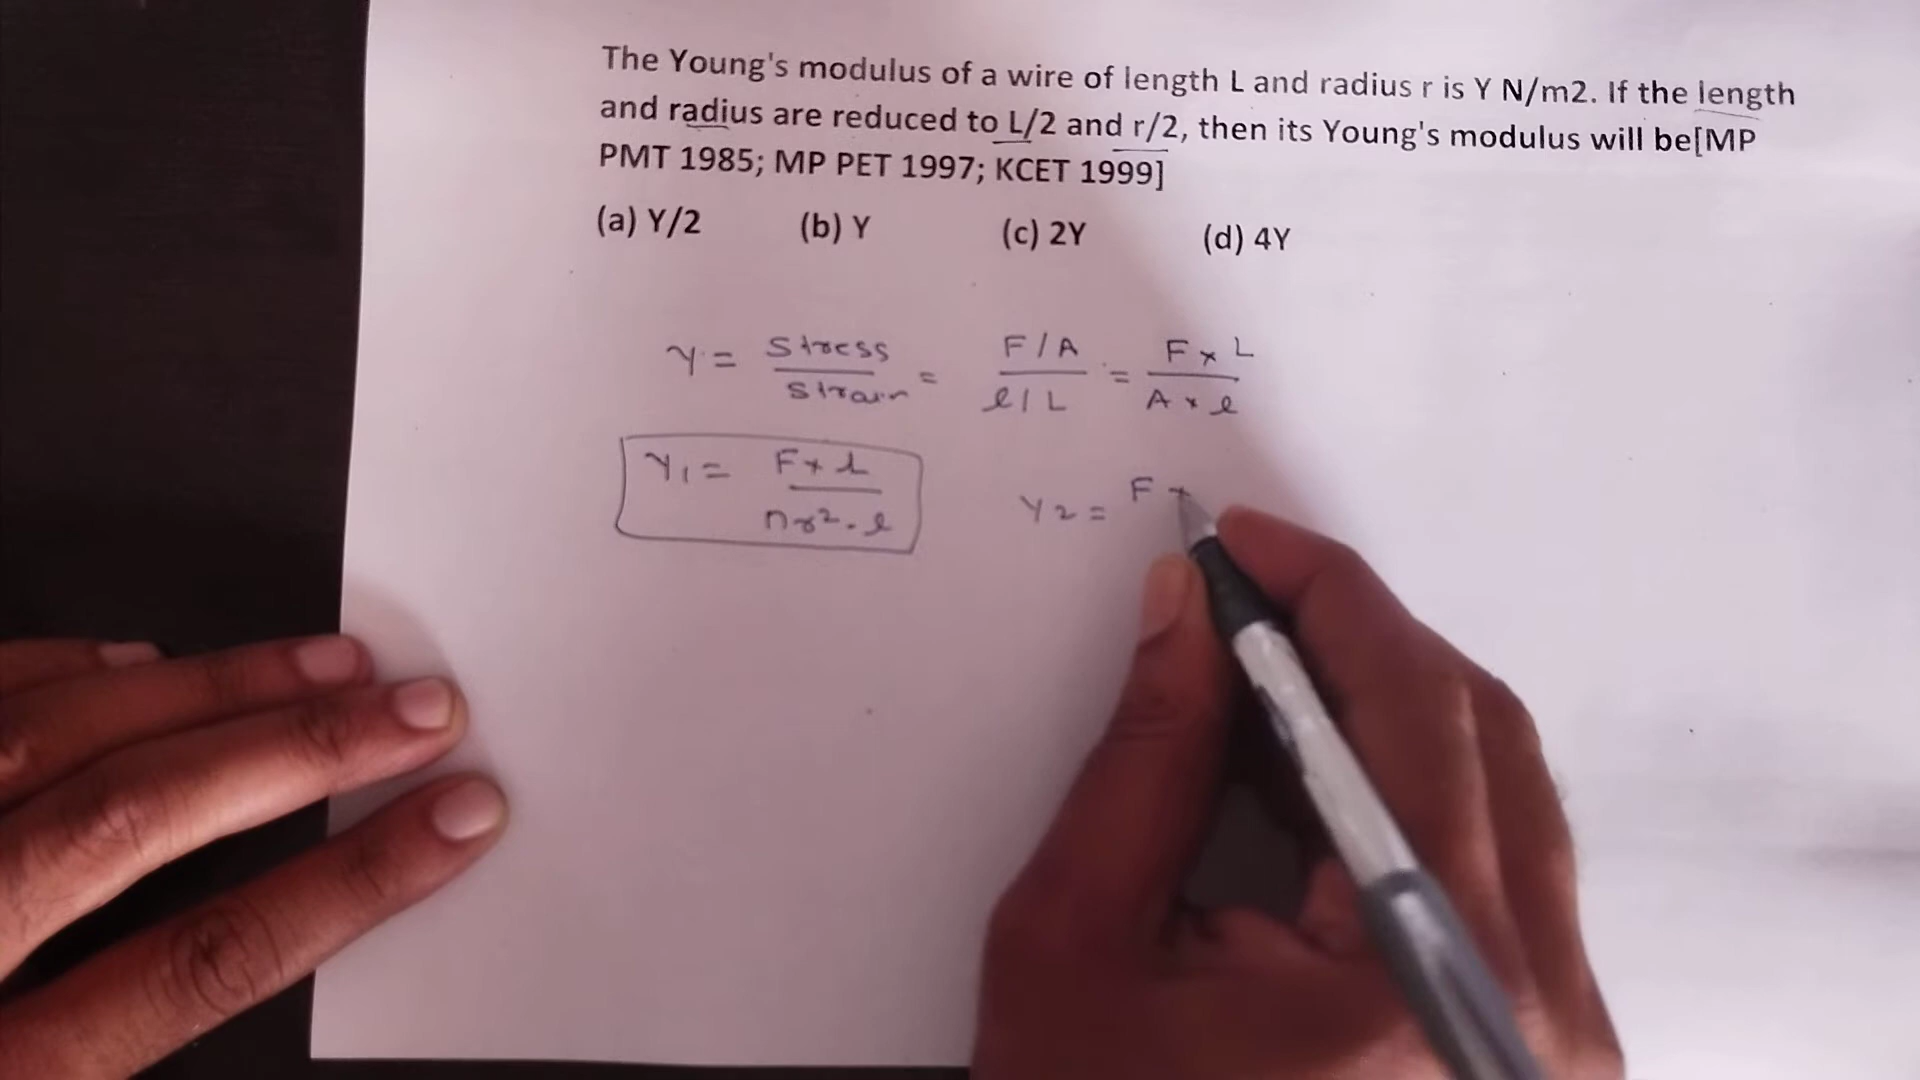 The Young's modulus of a wire of length L and radius r is Y N/m2. If the length
and radius are reduced to L/2 and r/2, then its Young's modulus will be[MP
PMT 1985; MP PET 1997; KCET 1999]
(a) Y/2 (b) Y (c) 2Y (d) 4Y
Y = Stress / Strain = F/A / l/L = F × L / A × l
Y1 = F × L / πr². l
Y2 = F ×